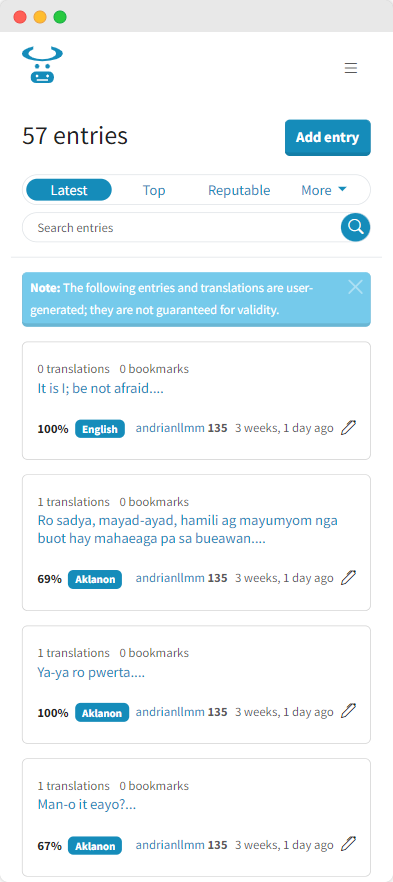 57 entries
Add entry
Latest
Top
Reputable
More
Search entries
Note: The following entries and translations are user-
generated; they are not guaranteed for validity.
0 translations 0 bookmarks
It is I; be not afraid....
100% English andrianllmm 135 3 weeks, 1 day ago
1 translations 0 bookmarks
Ro sadya, mayad-ayad, hamili ag mayumyom nga
buot hay mahaeaga pa sa bueawan....
69% Aklanon andrianllmm 135 3 weeks, 1 day ago
1 translations 0 bookmarks
Ya-ya ro pwerta....
100% Aklanon andrianllmm 135 3 weeks, 1 day ago
1 translations 0 bookmarks
Man-o it eayo?...
67% Aklanon andrianllmm 135 3 weeks, 1 day ago